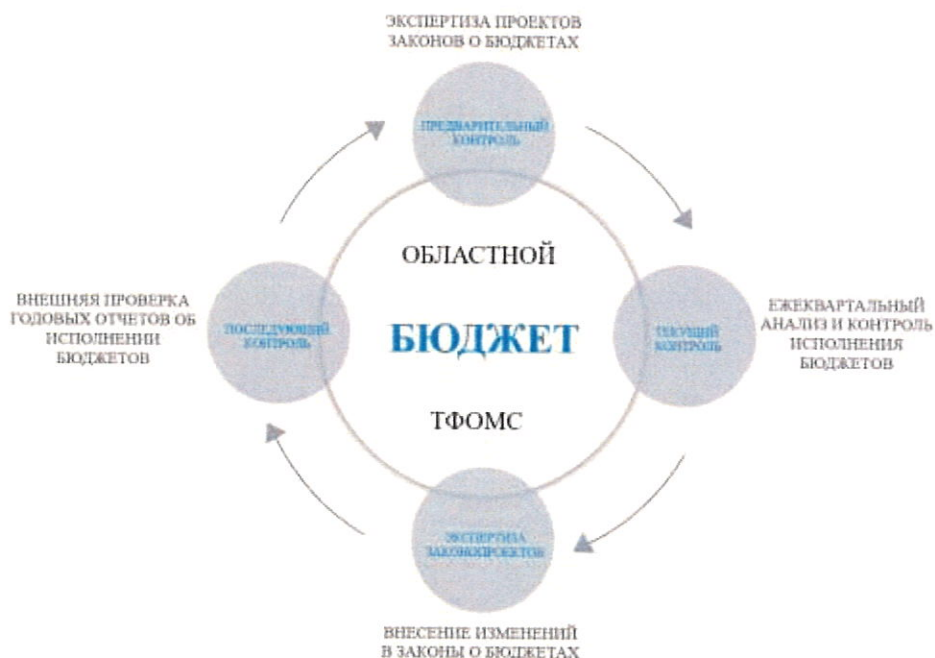 ЭКСПЕРТИЗА ПРОЕКТОВ
ЗАКОНОВ О БЮДЖЕТАХ
ПРЕДВАРИТЕЛЬНЫЙ
КОНТРОЛЬ
ОБЛАСТНОЙ
ВНЕШНЯЯ ПРОВЕРКА
ГОДОВЫХ ОТЧЕТОВ ОБ
ИСПОЛНЕНИИ
БЮДЖЕТОВ
ПОСЛЕДУЮЩИЙ
КОНТРОЛЬ
БЮДЖЕТ
ТЕКУЩИЙ
КОНТРОЛЬ
ЕЖЕКВАРТАЛЬНЫЙ
АНАЛИЗ И КОНТРОЛЬ
ИСПОЛНЕНИЯ
БЮДЖЕТОВ
ТФОМС
ЭКСПЕРТИЗА
ЗАКОНОПРОЕКТОВ
ВНЕСЕНИЕ ИЗМЕНЕНИЙ
В ЗАКОНЫ О БЮДЖЕТАХ